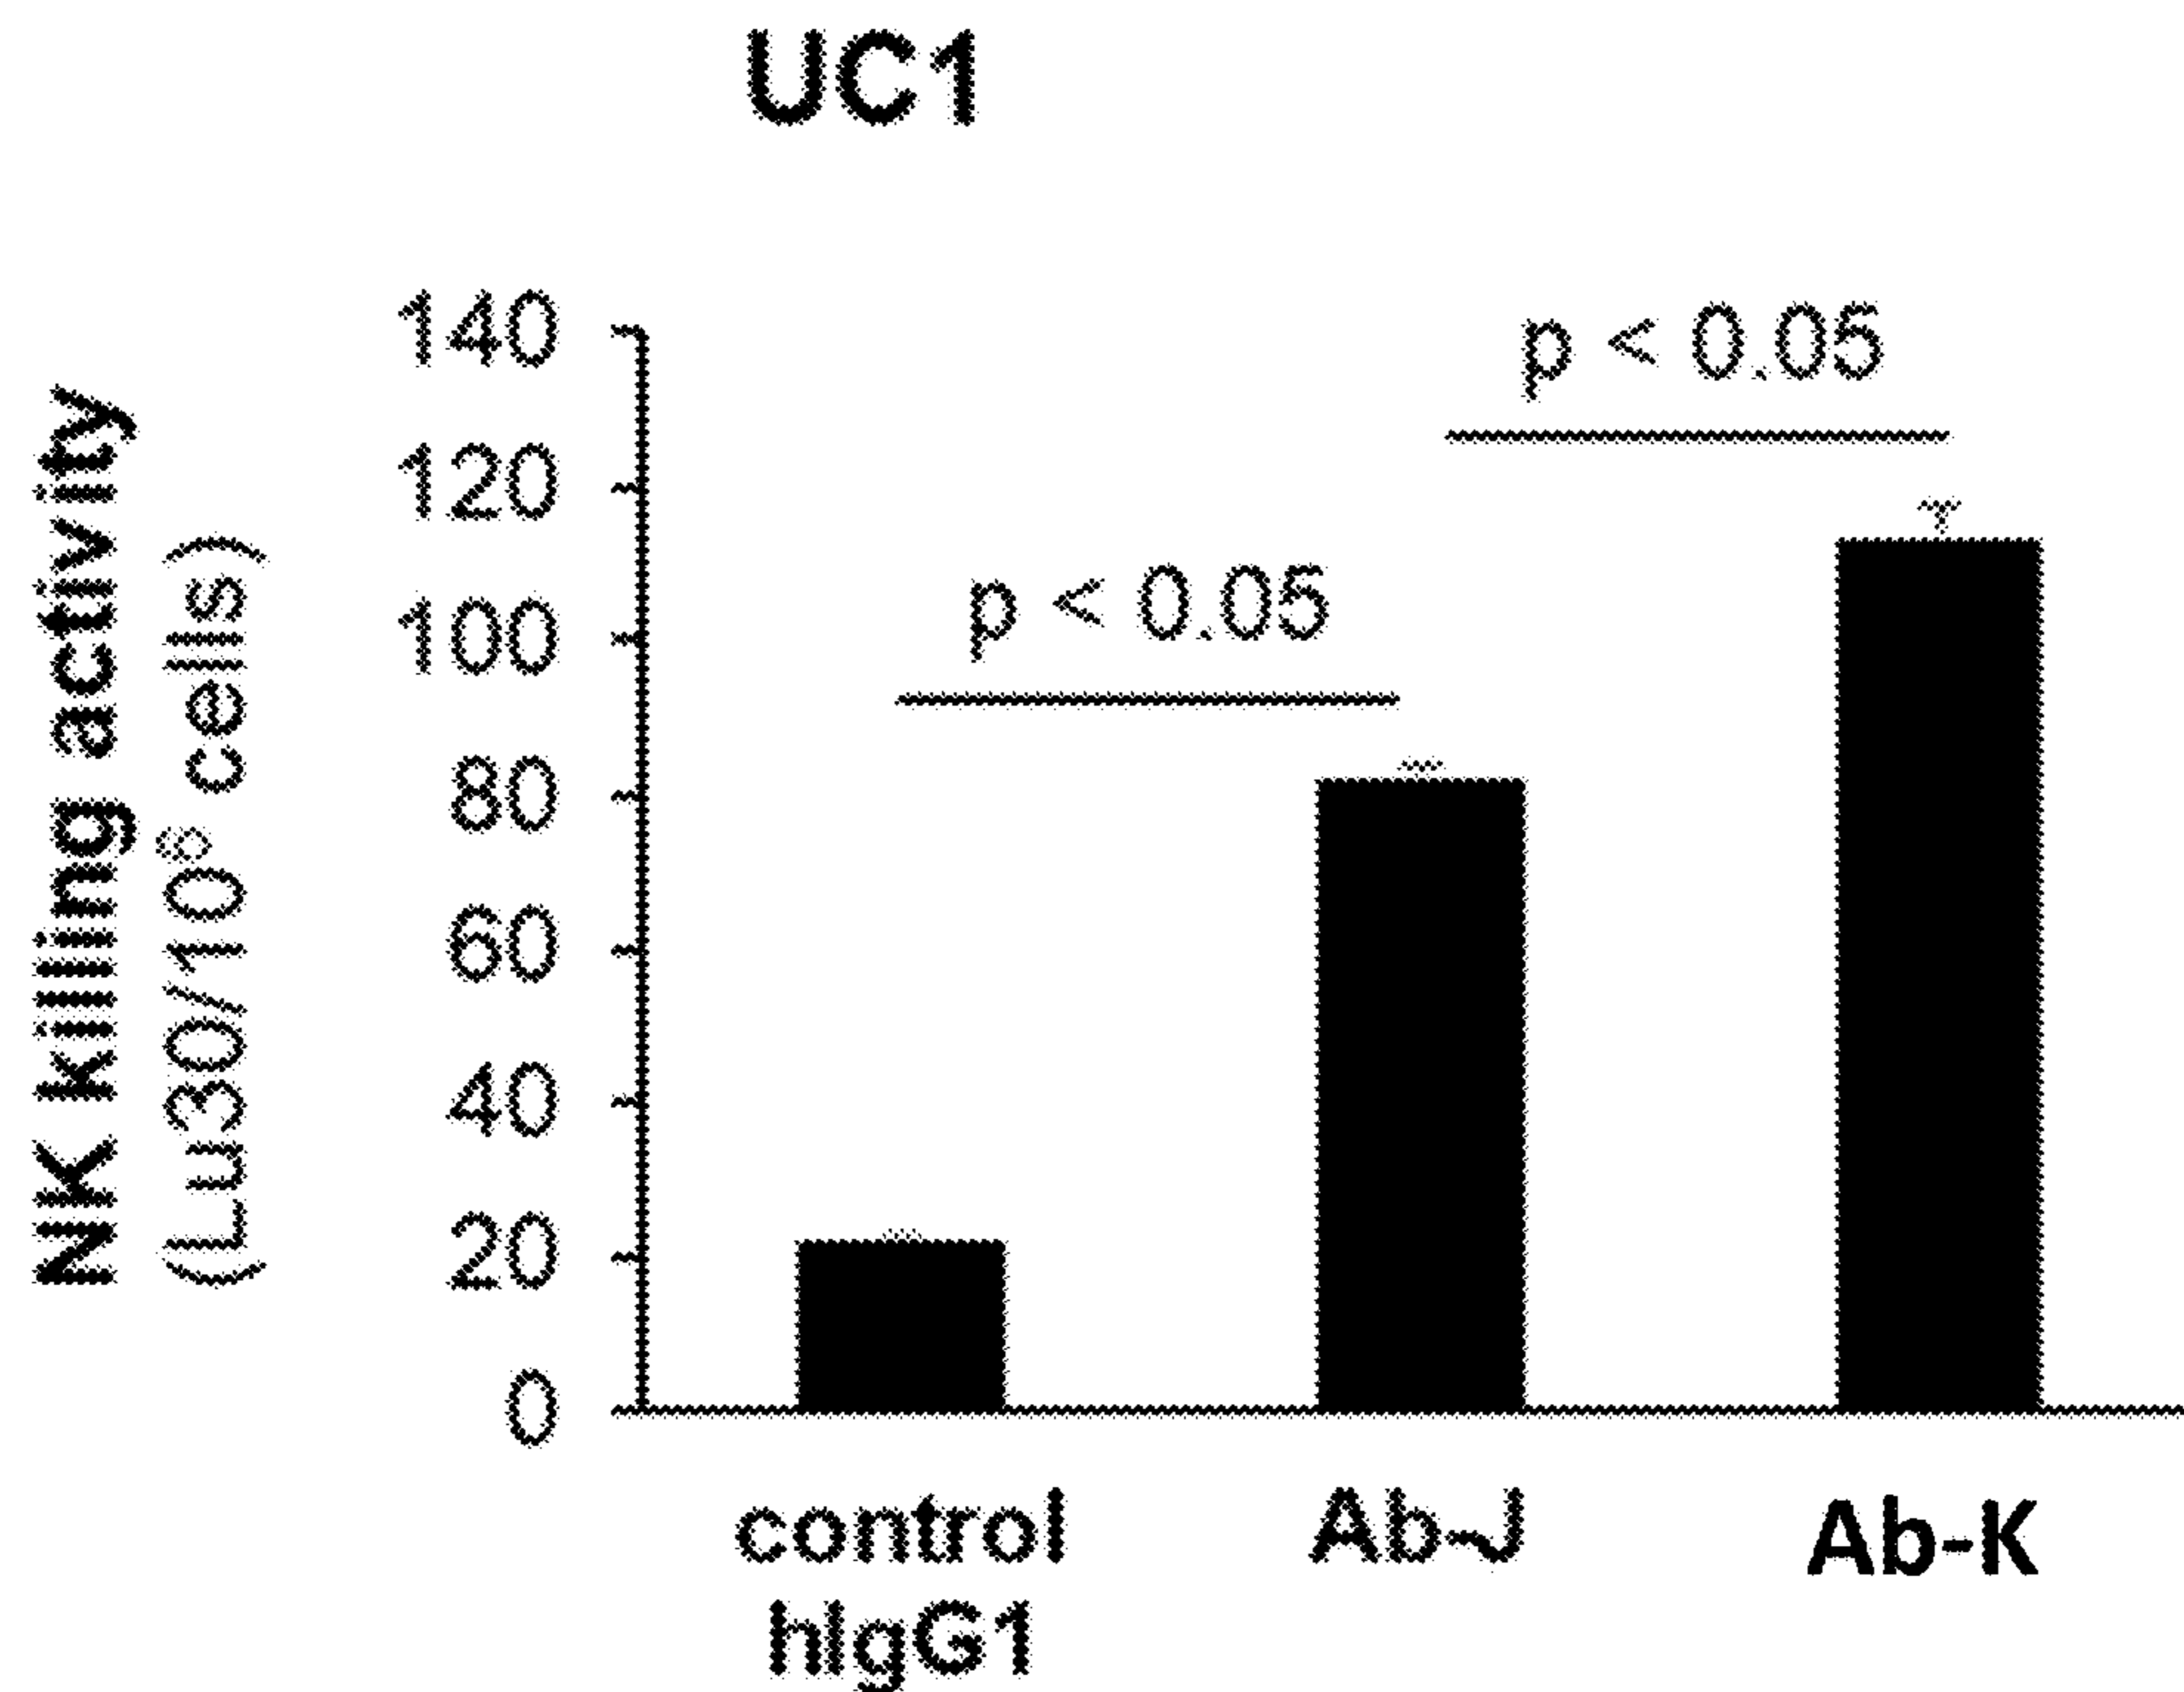 UC1
NK killing activity
(Lu30/10⁶ cells)
140
120
100
80
60
40
20
0
p < 0.05
p < 0.05
control
hIgG1
Ab-J
Ab-K